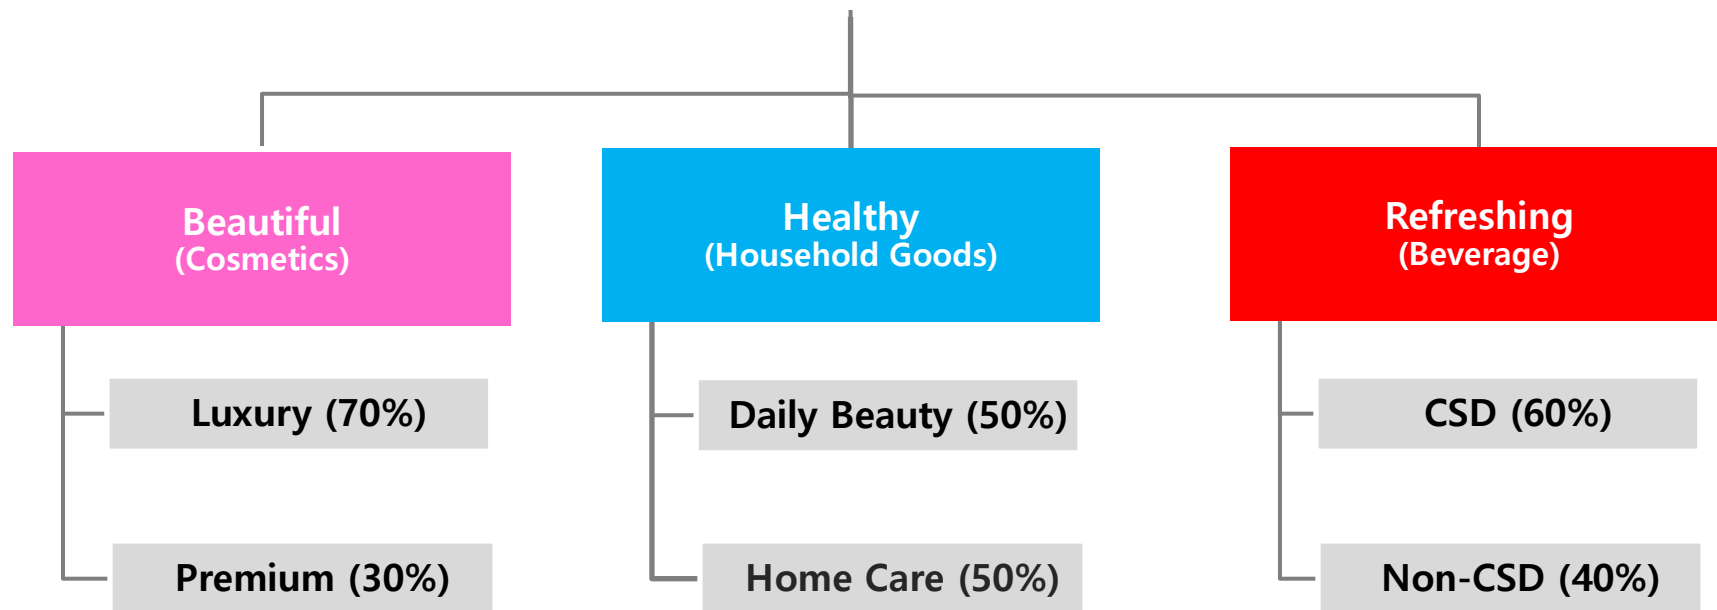 Beautiful
(Cosmetics)
Luxury (70%)
Premium (30%)
Healthy
(Household Goods)
Daily Beauty (50%)
Home Care (50%)
Refreshing
(Beverage)
CSD (60%)
Non-CSD (40%)